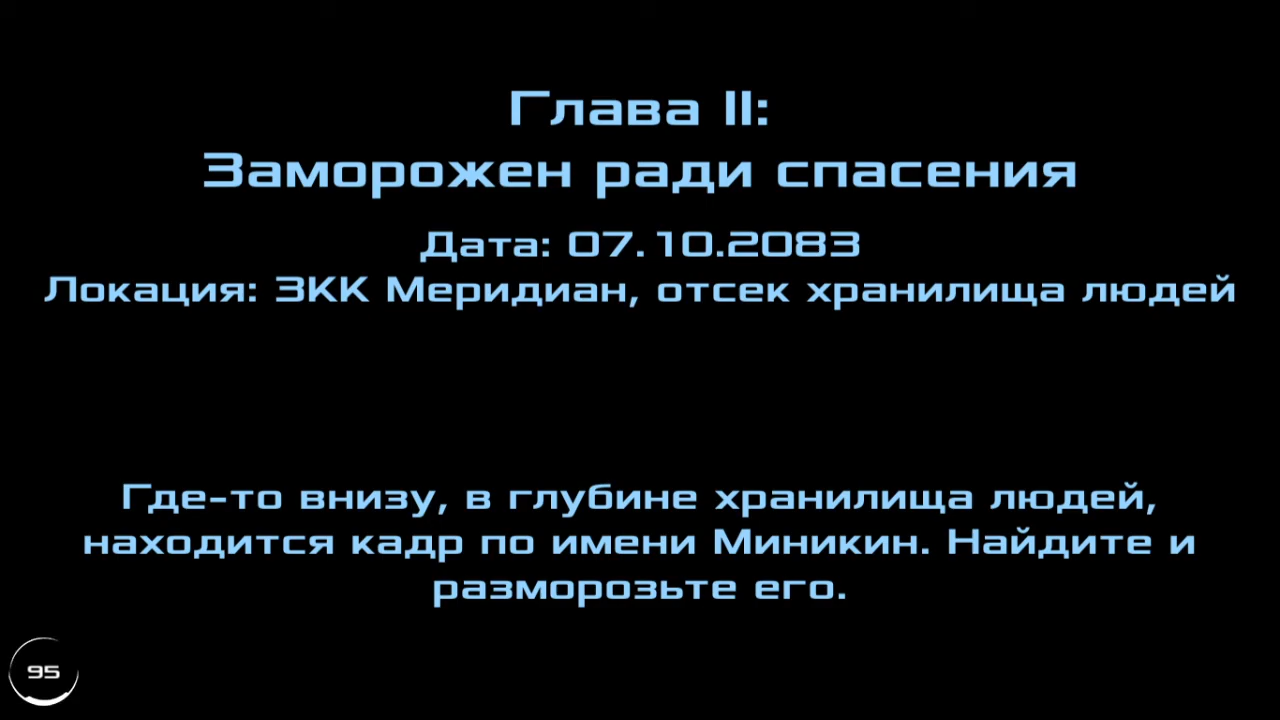 Глава II:
Заморожен ради спасения
Дата: 07.10.2083
Локация: ЗКК Меридиан, отсек хранилища людей
Где-то внизу, в глубине хранилища людей,
находится кадр по имени Миникин. Найдите и
разморозьте его.
95